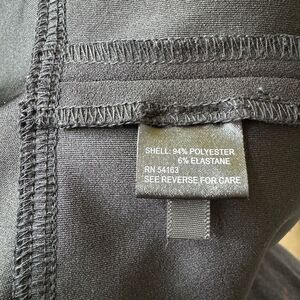 SHELL: 94% POLYESTER
6% ELASTANE
RN 54163
SEE REVERSE FOR CARE